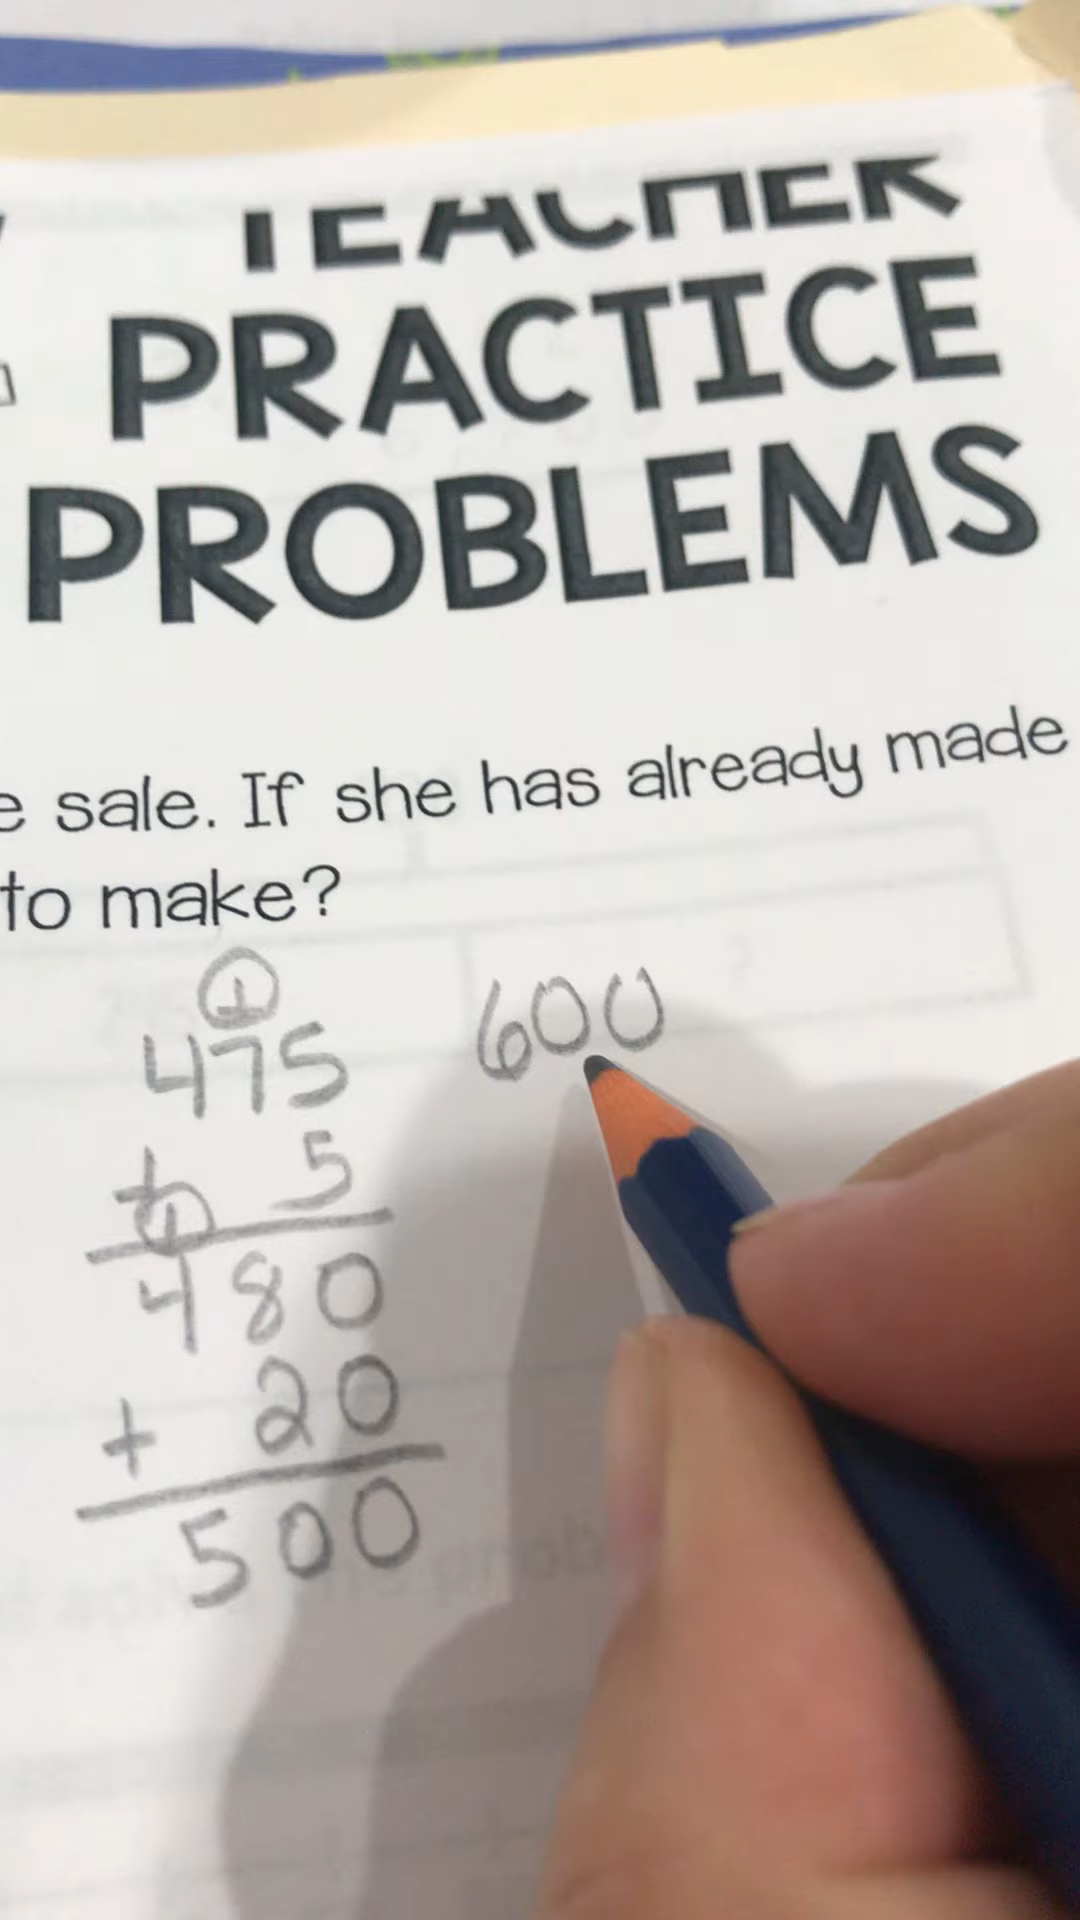 TEACHER
PRACTICE
PROBLEMS
e sale. If she has already made
to make?
1
475 600
+ 5
1
480
+ 20
500